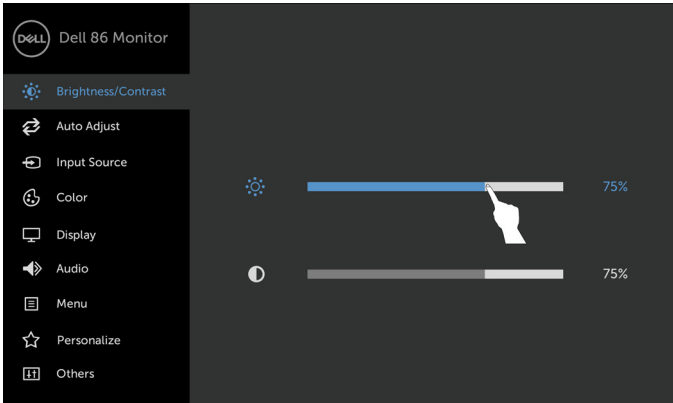 DELL
Dell 86 Monitor
Brightness/Contrast
Auto Adjust
Input Source
Color
Display
Audio
Menu
Personalize
Others
75%
75%